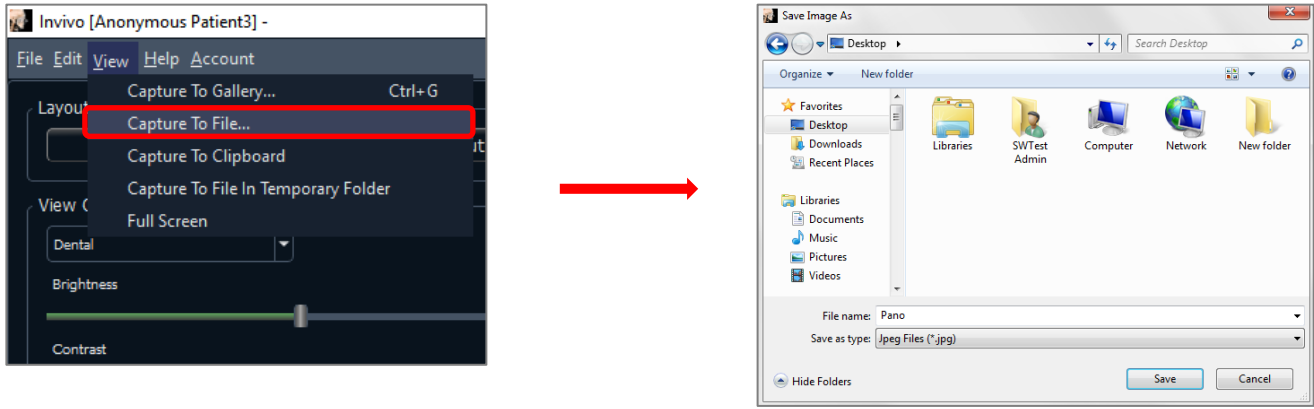 Invivo [Anonymous Patient3] -
File Edit View Help Account
Capture To Gallery... Ctrl+G
Capture To File...
Capture To Clipboard
Capture To File In Temporary Folder
Full Screen
Dental
Brightness
Contrast
Save Image As
Desktop
Search Desktop
Organize New folder
Favorites
Desktop
Downloads
Recent Places
Libraries
Documents
Music
Pictures
Videos
Libraries
SWTest
Admin
Computer
Network
New folder
File name: Pano
Save as type: Jpeg Files (*.jpg)
Hide Folders
Save
Cancel